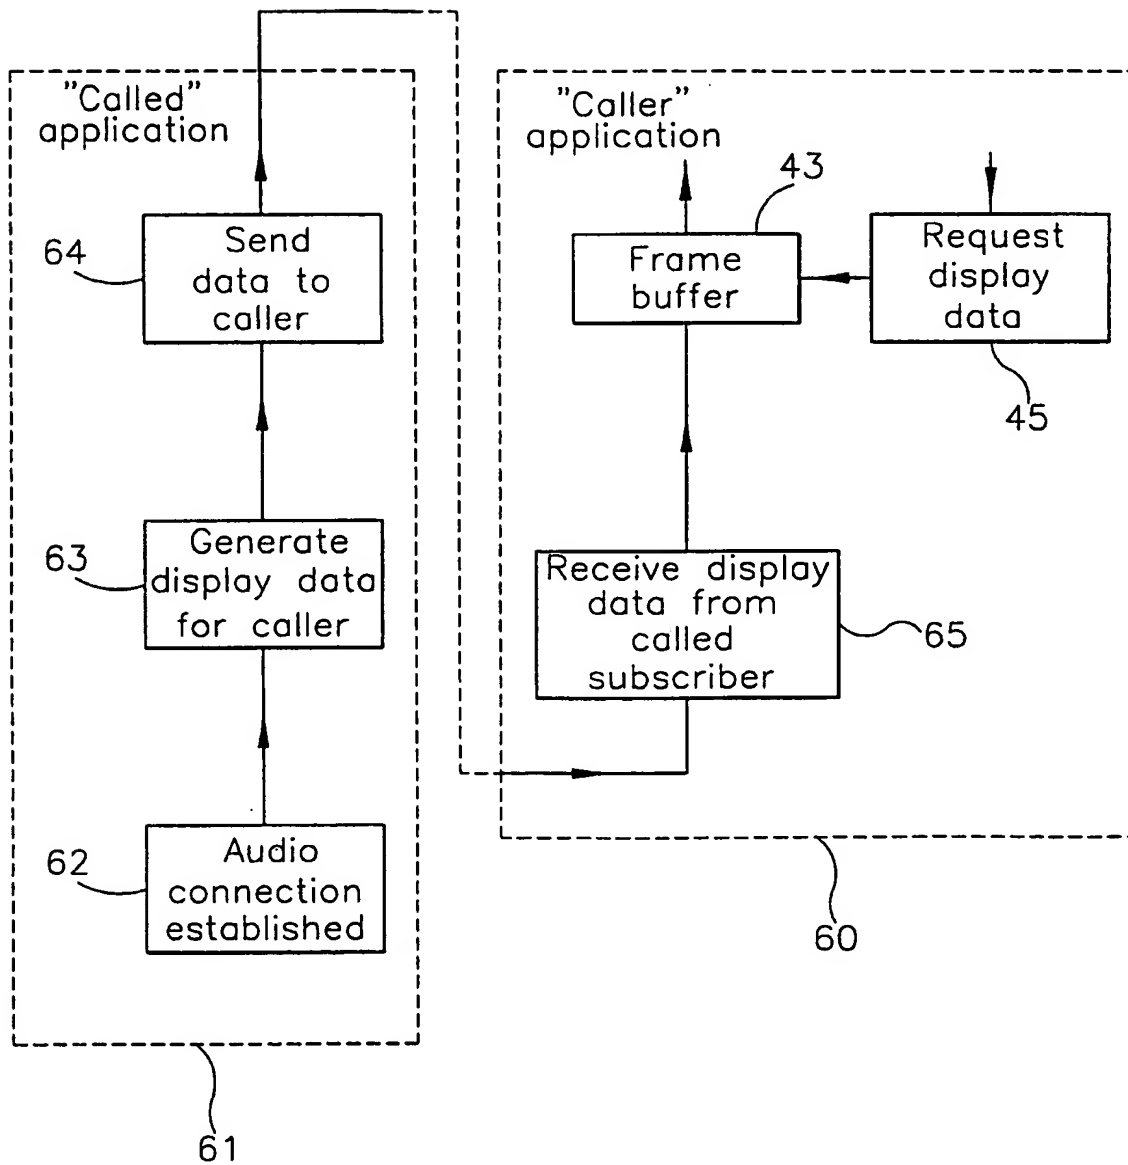 "Called"
application
64
Send
data to
caller
63
Generate
display data
for caller
62
Audio
connection
established
61
"Caller"
application
43
Frame
buffer
Request
display
data
45
Receive display
data from
called
subscriber
65
60